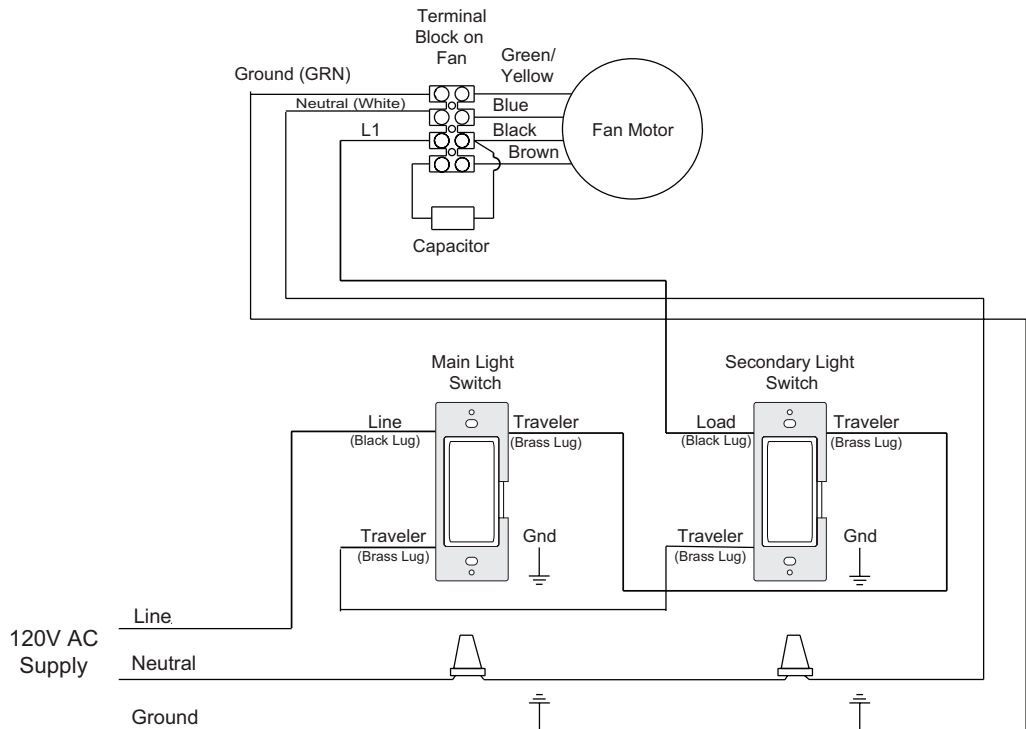 Terminal
Block on
Fan
Green/
Yellow
Ground (GRN)
Neutral (White)
Blue
L1
Black
Fan Motor
Brown
Capacitor
Main Light
Switch
Secondary Light
Switch
Line
(Black Lug)
Traveler
(Brass Lug)
Load
(Black Lug)
Traveler
(Brass Lug)
Traveler
(Brass Lug)
Gnd
Traveler
(Brass Lug)
Gnd
120V AC
Supply
Line
Neutral
Ground